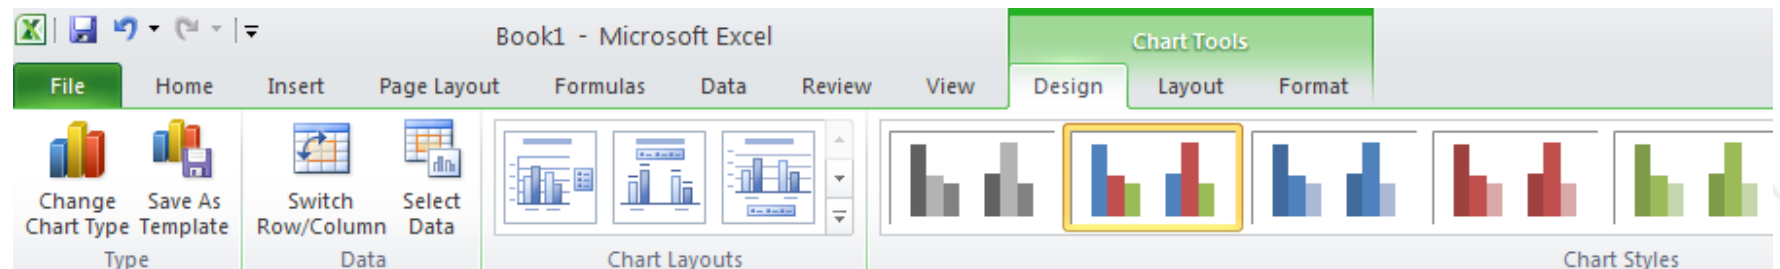 Book1 - Microsoft Excel
Chart Tools
File Home Insert Page Layout Formulas Data Review View Design Layout Format
Change Save As Switch Select
Chart Type Template Row/Column Data
Type Data Chart Layouts Chart Styles